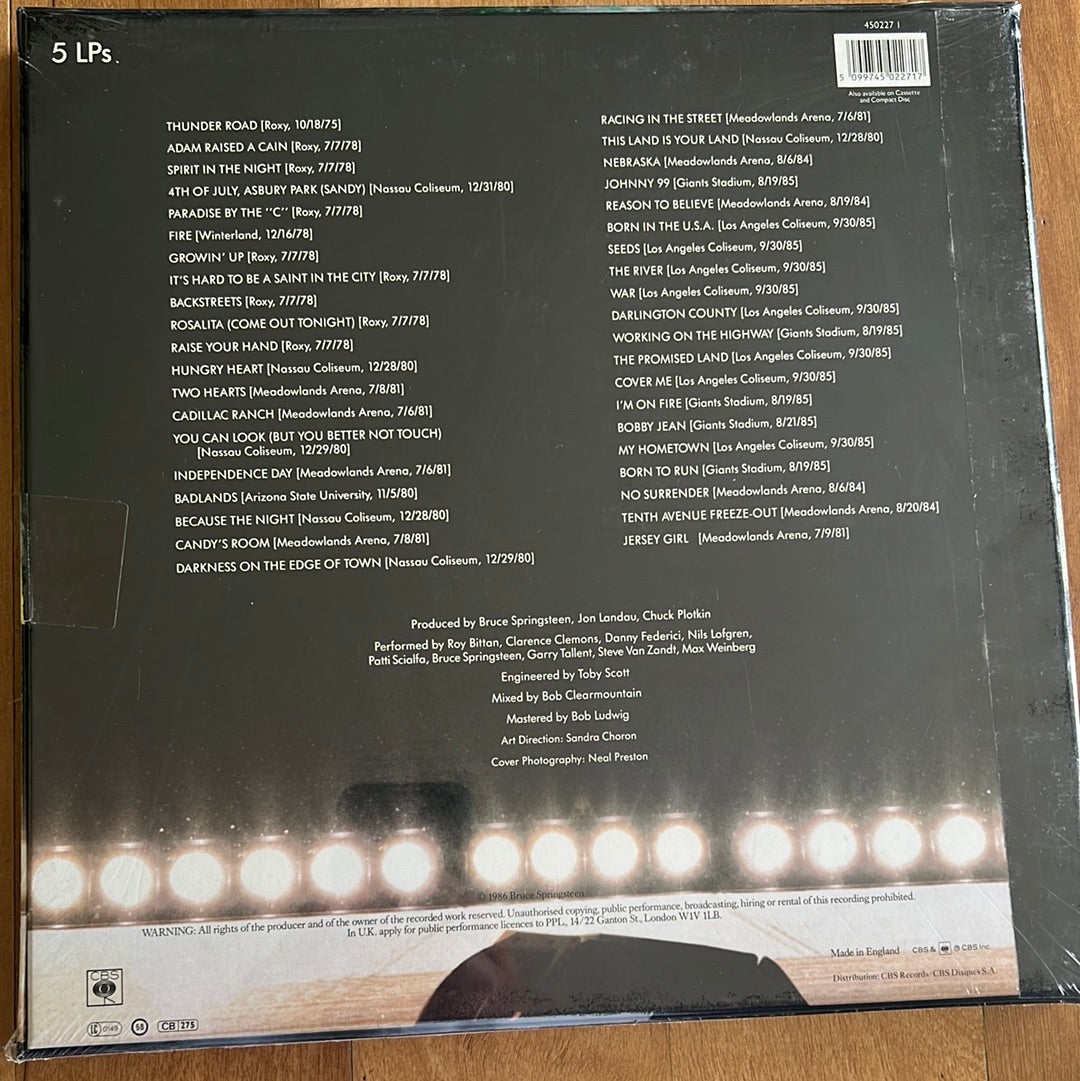 5 LPs.
450227 1
5 099745 022717
Also available on Cassette
and Compact Disc
THUNDER ROAD [Roxy, 10/18/75]
ADAM RAISED A CAIN [Roxy, 7/7/78]
SPIRIT IN THE NIGHT [Roxy, 7/7/78]
4TH OF JULY, ASBURY PARK (SANDY) [Nassau Coliseum, 12/31/80]
PARADISE BY THE "C" [Roxy, 7/7/78]
FIRE [Winterland, 12/16/78]
GROWIN' UP [Roxy, 7/7/78]
IT'S HARD TO BE A SAINT IN THE CITY [Roxy, 7/7/78]
BACKSTREETS [Roxy, 7/7/78]
ROSALITA (COME OUT TONIGHT) [Roxy, 7/7/78]
RAISE YOUR HAND [Roxy, 7/7/78]
HUNGRY HEART [Nassau Coliseum, 12/28/80]
TWO HEARTS [Meadowlands Arena, 7/8/81]
CADILLAC RANCH [Meadowlands Arena, 7/6/81]
YOU CAN LOOK (BUT YOU BETTER NOT TOUCH)
[Nassau Coliseum, 12/29/80]
INDEPENDENCE DAY [Meadowlands Arena, 7/6/81]
BADLANDS [Arizona State University, 11/5/80]
BECAUSE THE NIGHT [Nassau Coliseum, 12/28/80]
CANDY'S ROOM [Meadowlands Arena, 7/8/81]
DARKNESS ON THE EDGE OF TOWN [Nassau Coliseum, 12/29/80]
RACING IN THE STREET [Meadowlands Arena, 7/6/81]
THIS LAND IS YOUR LAND [Nassau Coliseum, 12/28/80]
NEBRASKA [Meadowlands Arena, 8/6/84]
JOHNNY 99 [Giants Stadium, 8/19/85]
REASON TO BELIEVE [Meadowlands Arena, 8/19/84]
BORN IN THE U.S.A. [Los Angeles Coliseum, 9/30/85]
SEEDS [Los Angeles Coliseum, 9/30/85]
THE RIVER [Los Angeles Coliseum, 9/30/85]
WAR [Los Angeles Coliseum, 9/30/85]
DARLINGTON COUNTY [Los Angeles Coliseum, 9/30/85]
WORKING ON THE HIGHWAY [Giants Stadium, 8/19/85]
THE PROMISED LAND [Los Angeles Coliseum, 9/30/85]
COVER ME [Los Angeles Coliseum, 9/30/85]
I'M ON FIRE [Giants Stadium, 8/19/85]
BOBBY JEAN [Giants Stadium, 8/21/85]
MY HOMETOWN [Los Angeles Coliseum, 9/30/85]
BORN TO RUN [Giants Stadium, 8/19/85]
NO SURRENDER [Meadowlands Arena, 8/6/84]
TENTH AVENUE FREEZE-OUT [Meadowlands Arena, 8/20/84]
JERSEY GIRL [Meadowlands Arena, 7/9/81]
Produced by Bruce Springsteen, Jon Landau, Chuck Plotkin
Performed by Roy Bittan, Clarence Clemons, Danny Federici, Nils Lofgren,
Patti Scialfa, Bruce Springsteen, Garry Tallent, Steve Van Zandt, Max Weinberg
Engineered by Toby Scott
Mixed by Bob Clearmountain
Mastered by Bob Ludwig
Art Direction: Sandra Choron
Cover Photography: Neal Preston
© 1986 Bruce Springsteen
WARNING: All rights of the producer and of the owner of the recorded work reserved. Unauthorised copying, public performance, broadcasting, hiring or rental of this recording prohibited.
In U.K. apply for public performance licences to PPL, 14/22 Ganton St., London W1V 1LB.
Made in England CBS & ® CBS Inc.
Distribution: CBS Records/CBS Disques S.A.
CBS
LC 0149 58 CB 275